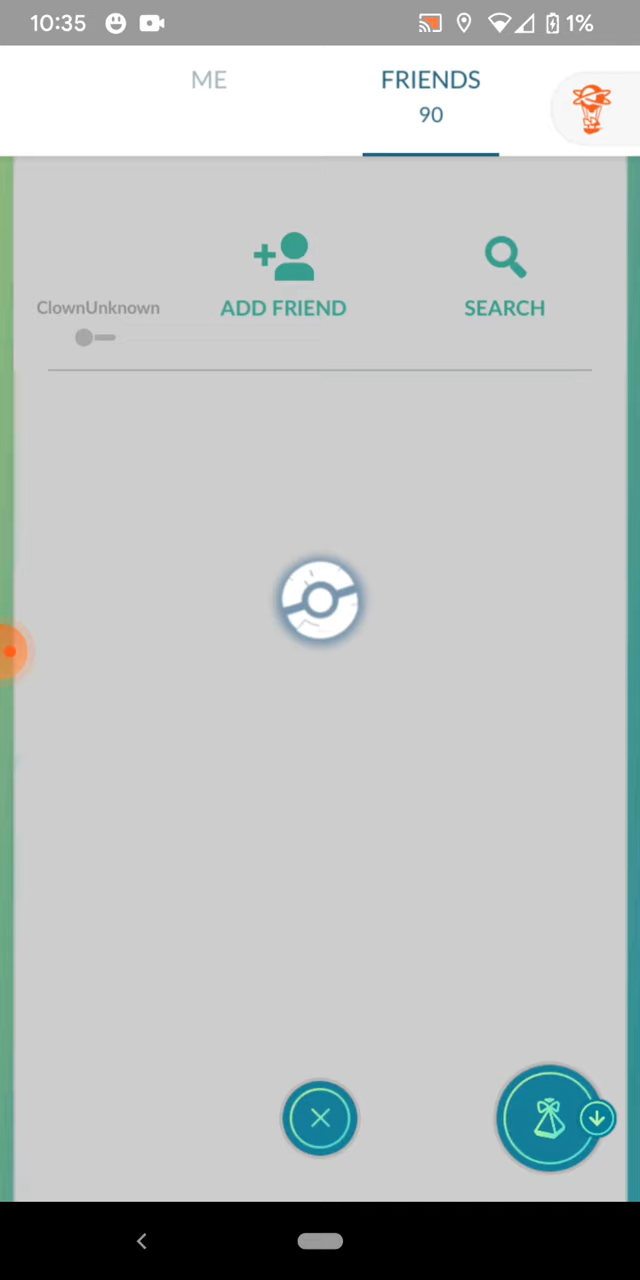 10:35
1%
ME
FRIENDS
90
ClownUnknown
ADD FRIEND
SEARCH